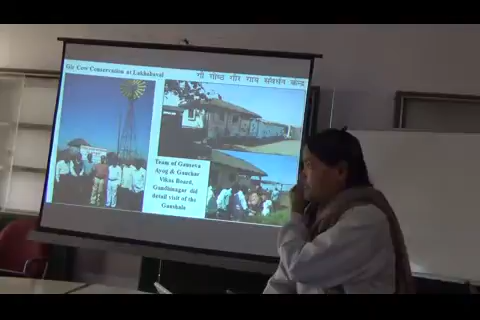 Gir Cow Conservation at Lakhabaval
गौ गोष्ठ गौर गाय संवर्धन केन्द्र
Team of Gauseva
Ayog & Gauchar
Vikas Board,
Gandhinagar did
detail visit of the
Gaushala